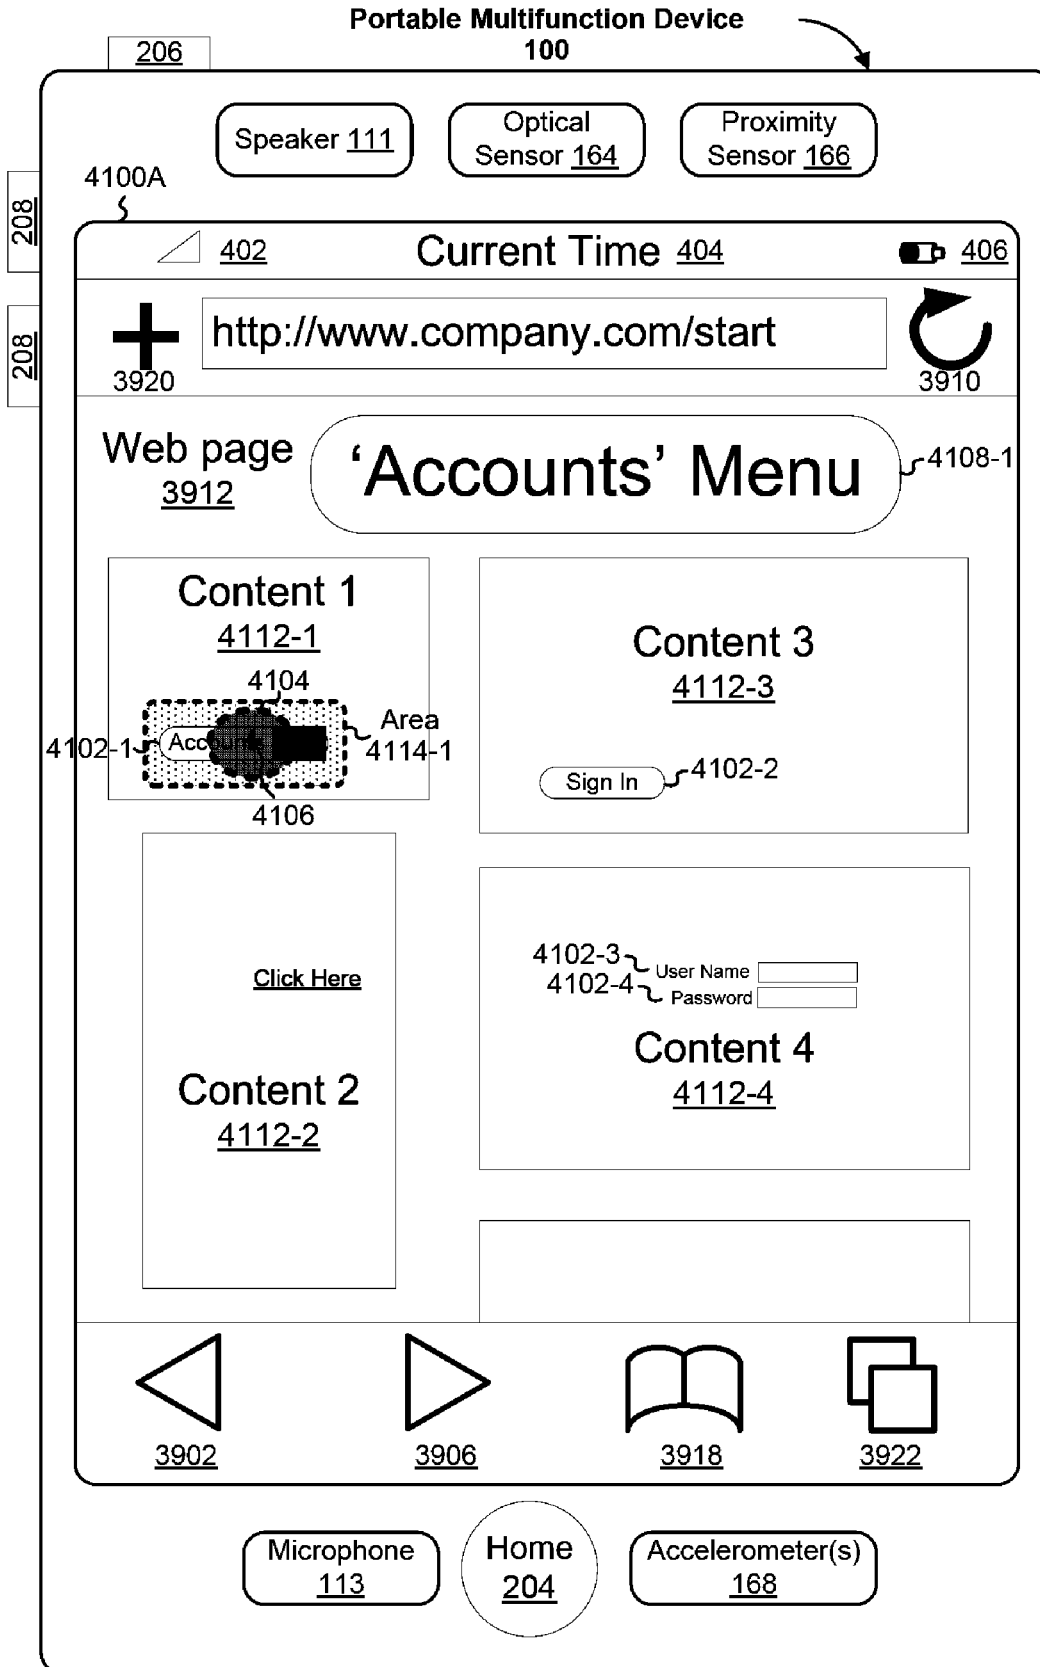 Portable Multifunction Device
100
206
Speaker 111
Optical
Sensor 164
Proximity
Sensor 166
4100A
208
208
402
Current Time 404
406
http://www.company.com/start
3920
3910
Web page
3912
‘Accounts’ Menu
4108-1
Content 1
4112-1
4104
4102-1
Area
4114-1
4106
Content 3
4112-3
Sign In
4102-2
Click Here
Content 2
4112-2
4102-3
User Name
4102-4
Password
Content 4
4112-4
3902
3906
3918
3922
Microphone
113
Home
204
Accelerometer(s)
168